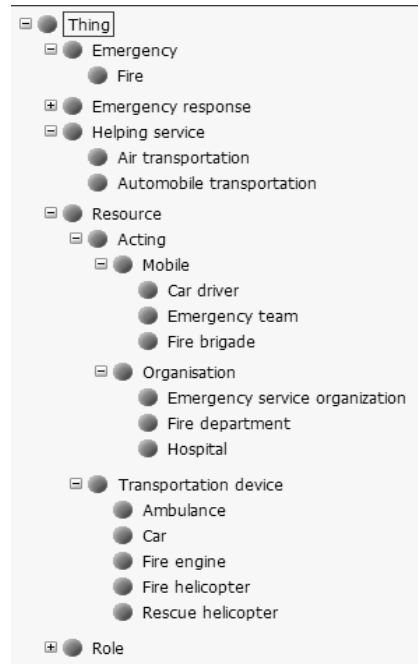 Thing
Emergency
Fire
Emergency response
Helping service
Air transportation
Automobile transportation
Resource
Acting
Mobile
Car driver
Emergency team
Fire brigade
Organisation
Emergency service organization
Fire department
Hospital
Transportation device
Ambulance
Car
Fire engine
Fire helicopter
Rescue helicopter
Role